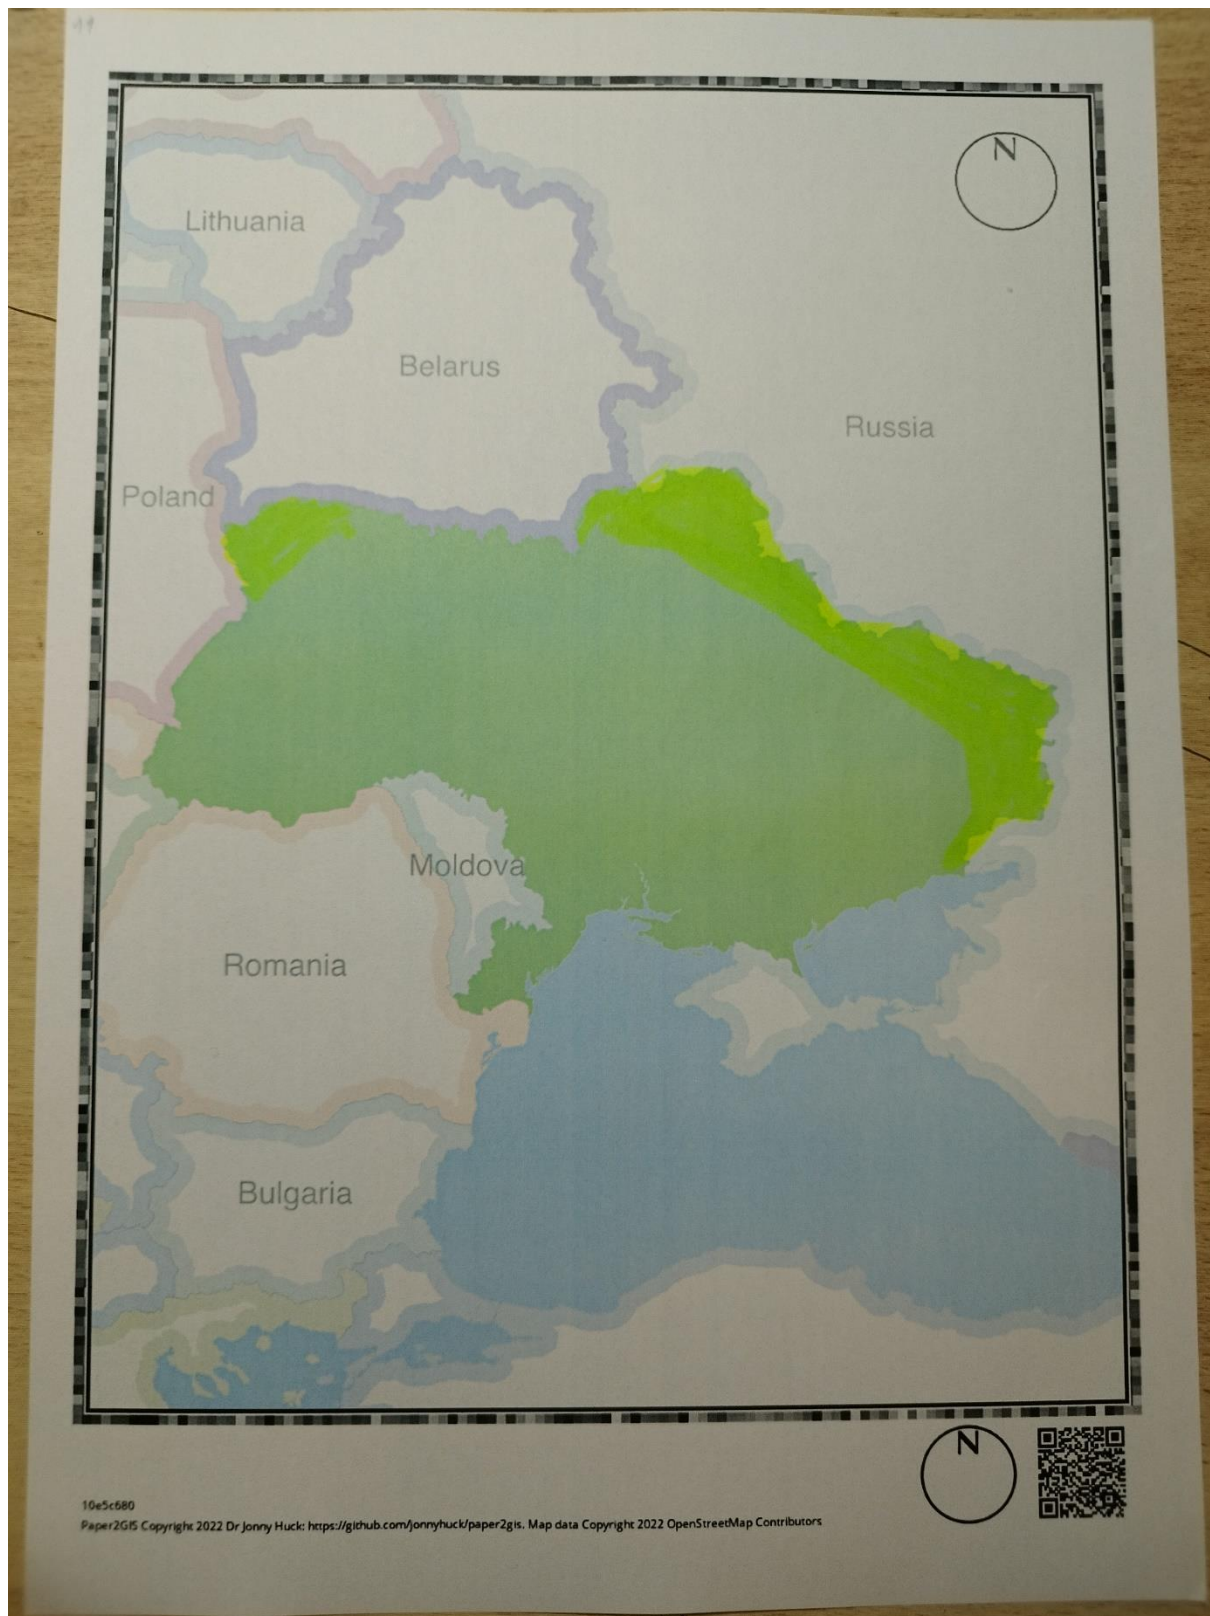 N
Lithuania
Belarus
Russia
Poland
Moldova
Romania
Bulgaria
N
10e5c680
Paper2GIS Copyright 2022 Dr Jonny Huck: https://github.com/jonnyhuck/paper2gis. Map data Copyright 2022 OpenStreetMap Contributors